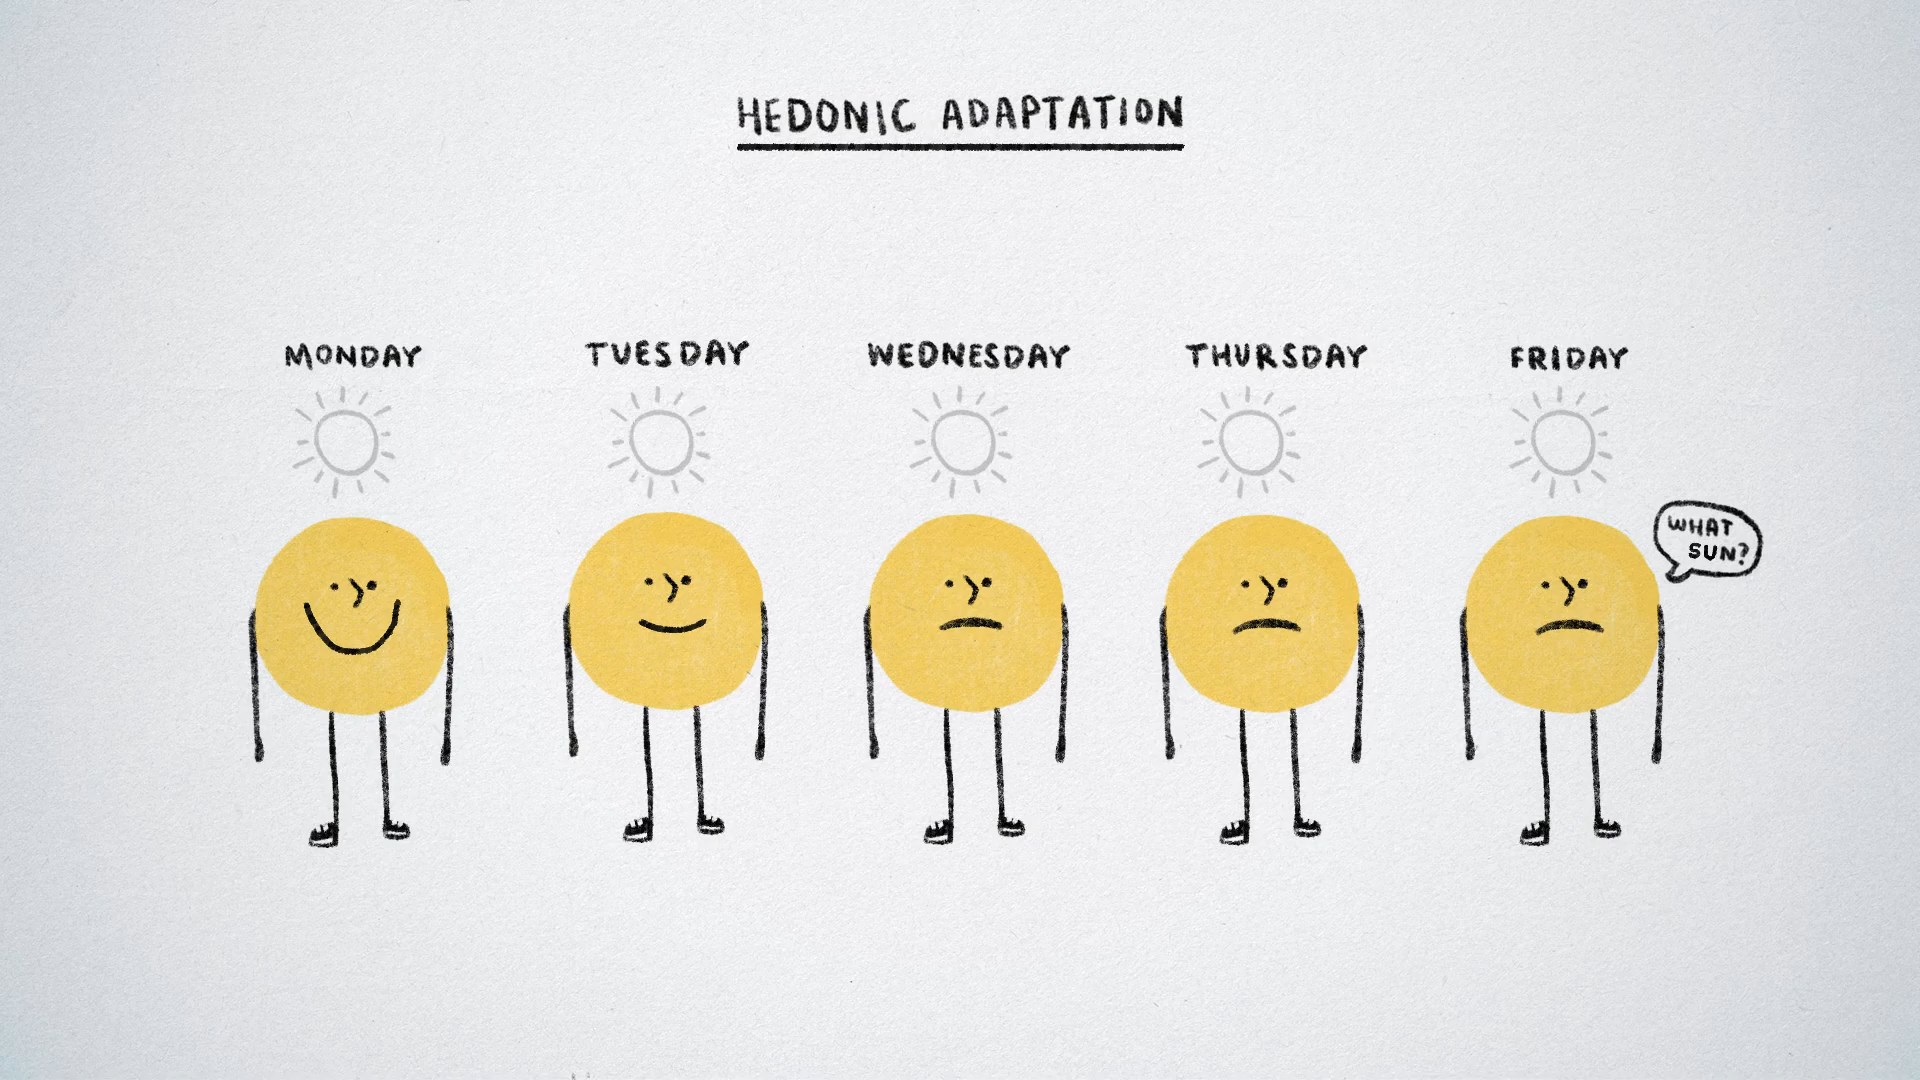 HEDONIC ADAPTATION
MONDAY
TUESDAY
WEDNESDAY
THURSDAY
FRIDAY
WHAT
SUN?